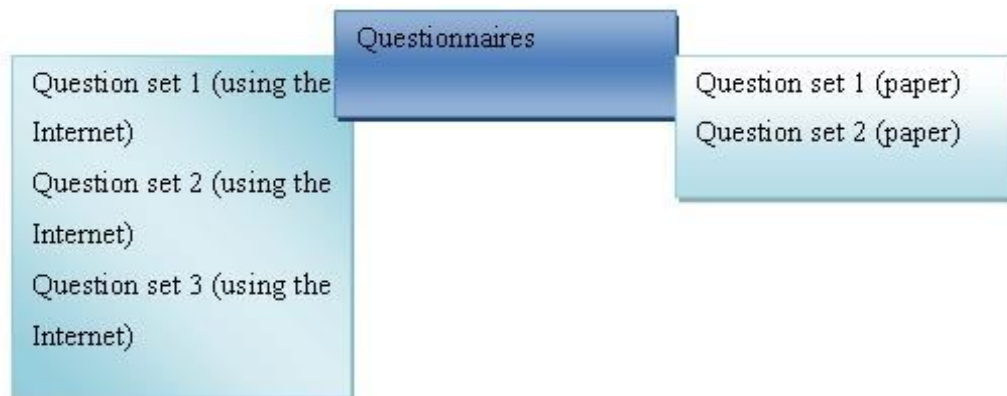 Questionnaires
Question set 1 (using the
Internet)
Question set 2 (using the
Internet)
Question set 3 (using the
Internet)
Question set 1 (paper)
Question set 2 (paper)